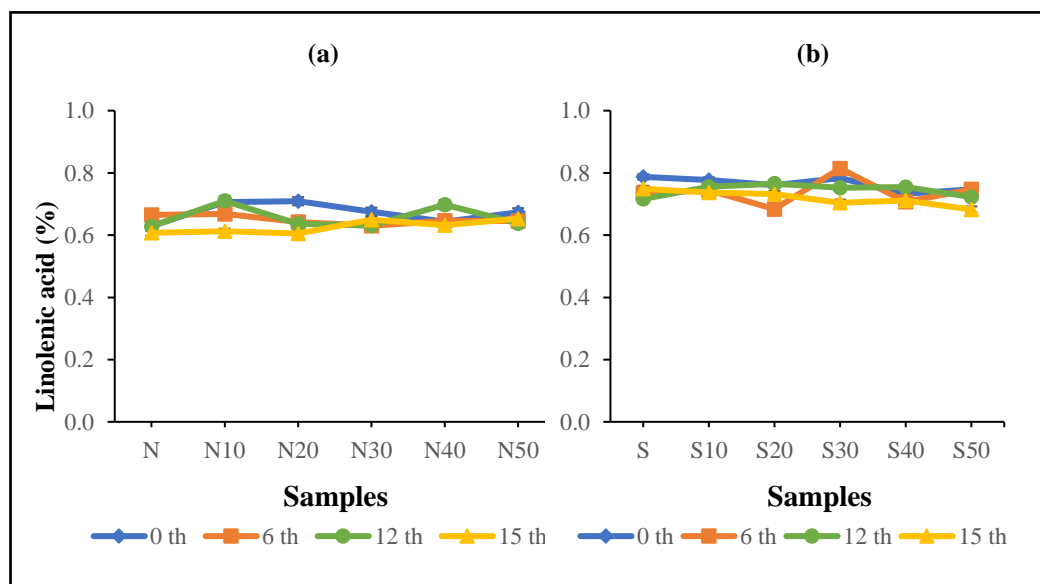 (a)
1.0
0.8
0.6
0.4
0.2
0.0
Linolenic acid (%)
N N10 N20 N30 N40 N50
Samples
0 th 6 th 12 th 15 th
(b)
1.0
0.8
0.6
0.4
0.2
0.0
S S10 S20 S30 S40 S50
Samples
0 th 6 th 12 th 15 th